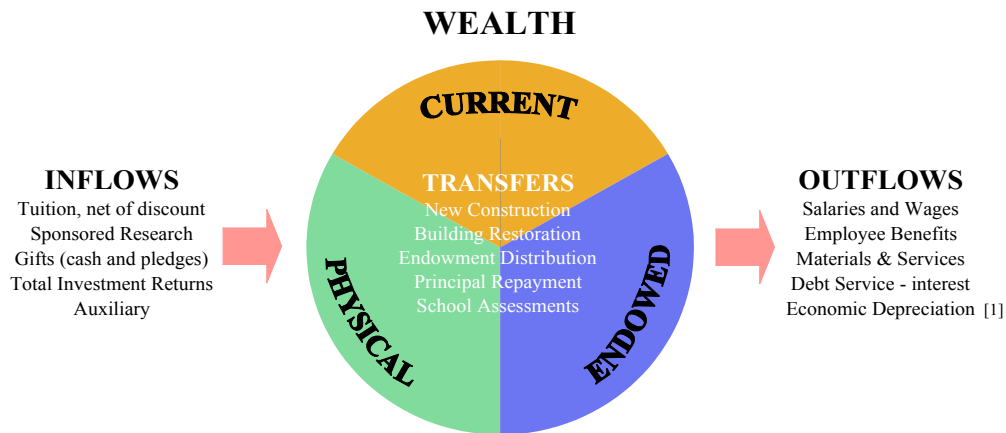 WEALTH
CURRENT
INFLOWS
Tuition, net of discount
Sponsored Research
Gifts (cash and pledges)
Total Investment Returns
Auxiliary
TRANSFERS
New Construction
Building Restoration
Endowment Distribution
Principal Repayment
School Assessments
PHYSICAL
ENDOWED
OUTFLOWS
Salaries and Wages
Employee Benefits
Materials & Services
Debt Service - interest
Economic Depreciation [1]